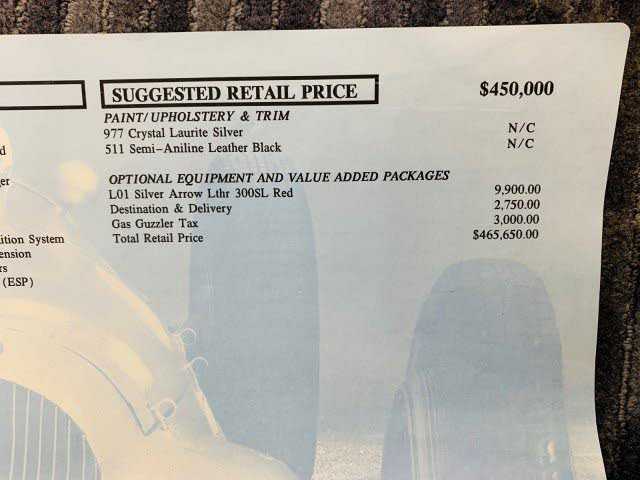 SUGGESTED RETAIL PRICE $450,000
PAINT/UPHOLSTERY & TRIM
977 Crystal Laurite Silver N/C
511 Semi-Aniline Leather Black N/C
OPTIONAL EQUIPMENT AND VALUE ADDED PACKAGES
L01 Silver Arrow Lthr 300SL Red 9,900.00
Destination & Delivery 2,750.00
Gas Guzzler Tax 3,000.00
ition System Total Retail Price $465,650.00
ension
rs
(ESP)